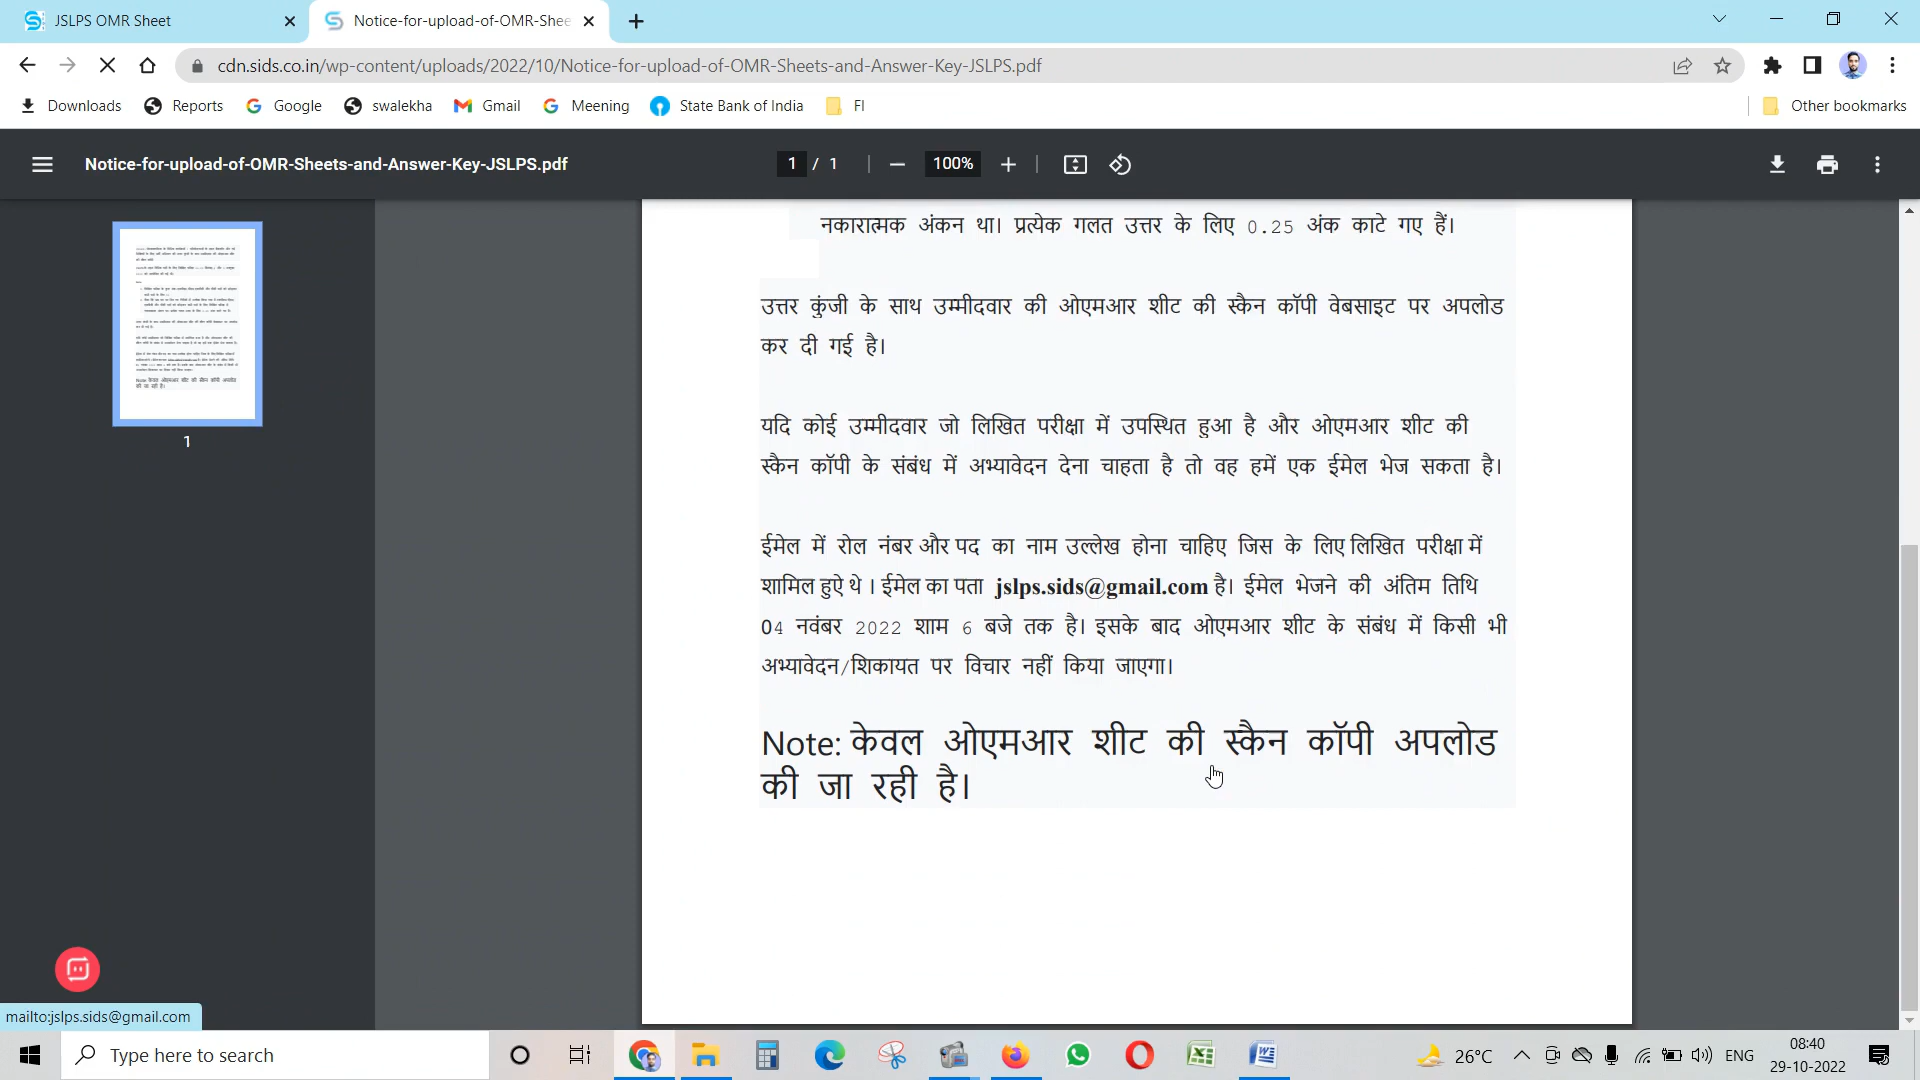 JSLPS OMR Sheet
Notice-for-upload-of-OMR-Shee
cdn.sids.co.in/wp-content/uploads/2022/10/Notice-for-upload-of-OMR-Sheets-and-Answer-Key-JSLPS.pdf
Downloads Reports Google swalekha Gmail Meening State Bank of India FI Other bookmarks
Notice-for-upload-of-OMR-Sheets-and-Answer-Key-JSLPS.pdf 1 / 1 100%
1
नकारात्मक अंकन था। प्रत्येक गलत उत्तर के लिए 0.25 अंक काटे गए हैं।
उत्तर कुंजी के साथ उम्मीदवार की ओएमआर शीट की स्कैन कॉपी वेबसाइट पर अपलोड
कर दी गई है।
यदि कोई उम्मीदवार जो लिखित परीक्षा में उपस्थित हुआ है और ओएमआर शीट की
स्कैन कॉपी के संबंध में अभ्यावेदन देना चाहता है तो वह हमें एक ईमेल भेज सकता है।
ईमेल में रोल नंबर और पद का नाम उल्लेख होना चाहिए जिस के लिए लिखित परीक्षा में
शामिल हुऐ थे । ईमेल का पता jslps.sids@gmail.com है। ईमेल भेजने की अंतिम तिथि
04 नवंबर 2022 शाम 6 बजे तक है। इसके बाद ओएमआर शीट के संबंध में किसी भी
अभ्यावेदन/शिकायत पर विचार नहीं किया जाएगा।
Note: केवल ओएमआर शीट की स्कैन कॉपी अपलोड
की जा रही है।
mailto:jslps.sids@gmail.com
Type here to search
26°C
ENG
08:40
29-10-2022